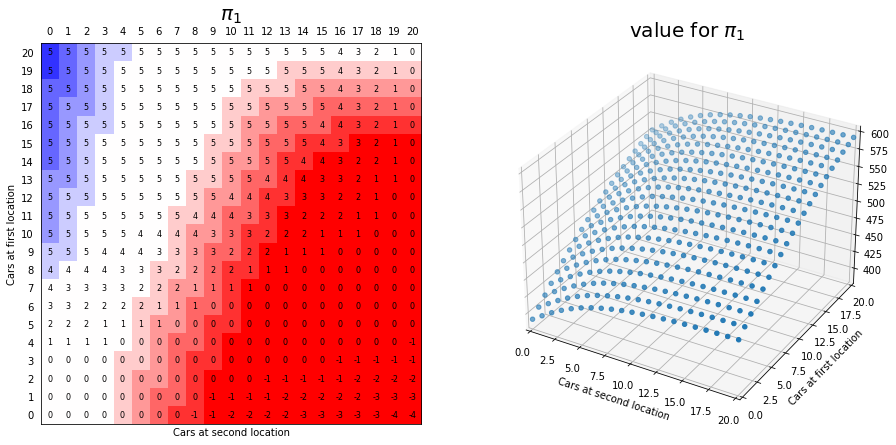 π₁
0 1 2 3 4 5 6 7 8 9 10 11 12 13 14 15 16 17 18 19 20
20 5 5 5 5 5 5 5 5 5 5 5 5 5 5 5 5 4 3 2 1 0
19 5 5 5 5 5 5 5 5 5 5 5 5 5 5 5 5 4 3 2 1 0
18 5 5 5 5 5 5 5 5 5 5 5 5 5 5 5 5 4 3 2 1 0
17 5 5 5 5 5 5 5 5 5 5 5 5 5 5 5 5 4 3 2 1 0
16 5 5 5 5 5 5 5 5 5 5 5 5 5 5 5 4 4 3 2 1 0
15 5 5 5 5 5 5 5 5 5 5 5 5 5 5 5 4 3 3 2 1 0
14 5 5 5 5 5 5 5 5 5 5 5 5 5 5 4 4 3 2 2 1 0
13 5 5 5 5 5 5 5 5 5 5 5 5 4 4 4 3 3 2 1 1 0
12 5 5 5 5 5 5 5 5 5 5 4 4 4 3 3 2 2 2 1 0 0
11 5 5 5 5 5 5 5 5 4 4 4 3 3 2 2 2 2 1 1 0 0
10 5 5 5 5 5 4 4 4 3 3 3 3 2 2 2 1 1 1 0 0 0
9 5 5 5 4 4 4 3 3 3 3 2 2 2 1 1 0 0 0 0 0 0
8 4 4 4 4 3 3 3 2 2 2 2 1 1 1 0 0 0 0 0 0 0
7 4 3 3 3 3 2 2 2 1 1 1 1 0 0 0 0 0 0 0 0 0
6 3 3 2 2 2 2 1 1 1 0 0 0 0 0 0 0 0 0 0 0 0
5 2 2 2 1 1 1 1 0 0 0 0 0 0 0 0 0 0 0 0 0 0
4 1 1 1 1 0 0 0 0 0 0 0 0 0 0 0 0 0 0 0 0 -1
3 0 0 0 0 0 0 0 0 0 0 0 0 0 0 0 0 -1 -1 -1 -1 -1
2 0 0 0 0 0 0 0 0 0 0 0 0 -1 -1 -1 -1 -1 -2 -2 -2 -2
1 0 0 0 0 0 0 0 0 0 -1 -1 -1 -1 -2 -2 -2 -2 -2 -3 -3 -3
0 0 0 0 0 0 0 0 0 -1 -1 -2 -2 -2 -2 -3 -3 -3 -3 -3 -4 -4
Cars at first location
Cars at second location
value for π₁
600
575
550
525
500
475
450
425
400
0.0 2.5 5.0 7.5 10.0 12.5 15.0 17.5 20.0
Cars at second location
0.0 2.5 5.0 7.5 10.0 12.5 15.0 17.5 20.0
Cars at first location